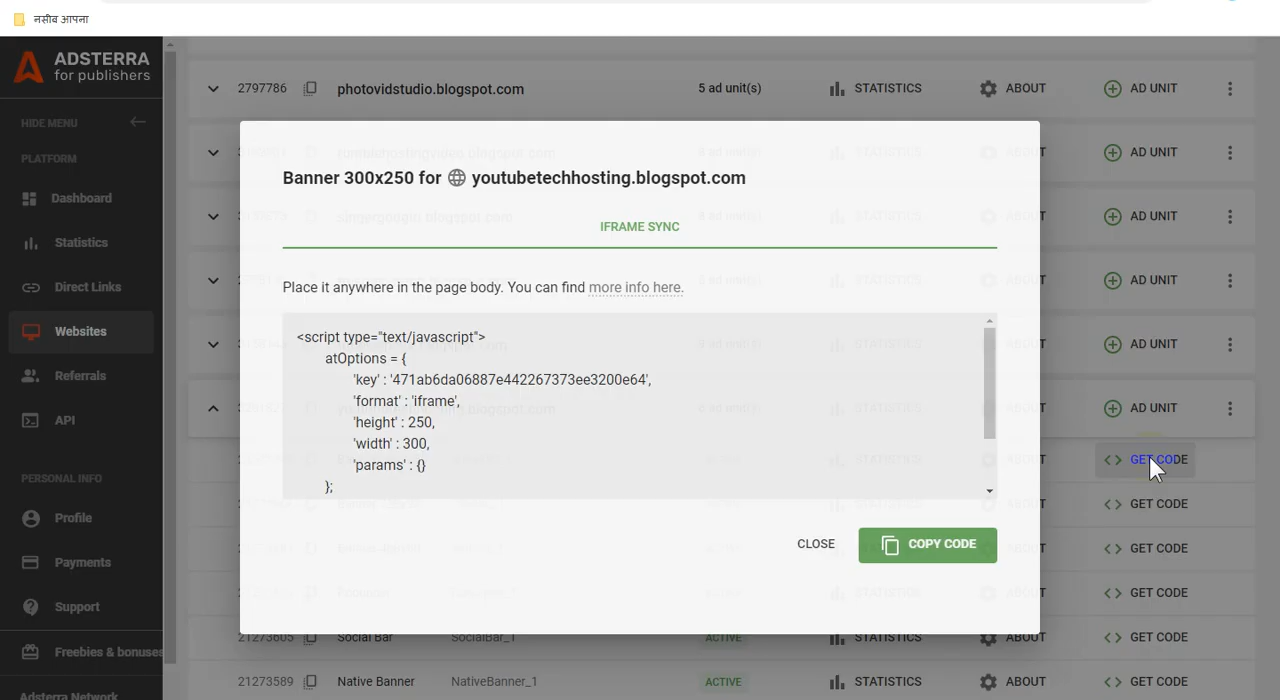 नसीब आपना
ADSTERRA
for publishers
HIDE MENU
PLATFORM
Dashboard
Statistics
Direct Links
Websites
Referrals
API
PERSONAL INFO
Profile
Payments
Support
Freebies & bonuses
Adsterra Network
2797786 photovidstudio.blogspot.com 5 ad unit(s) STATISTICS ABOUT AD UNIT
AD UNIT
AD UNIT
AD UNIT
AD UNIT
AD UNIT
Banner 300x250 for youtubetechhosting.blogspot.com
IFRAME SYNC
Place it anywhere in the page body. You can find more info here.
<script type="text/javascript">
atOptions = {
'key' : '471ab6da06887e442267373ee3200e64',
'format' : 'iframe',
'height' : 250,
'width' : 300,
'params' : {}
};
CLOSE COPY CODE
GET CODE
GET CODE
GET CODE
GET CODE
21273605 Social Bar SocialBar_1 ACTIVE STATISTICS ABOUT GET CODE
21273589 Native Banner NativeBanner_1 ACTIVE STATISTICS ABOUT GET CODE